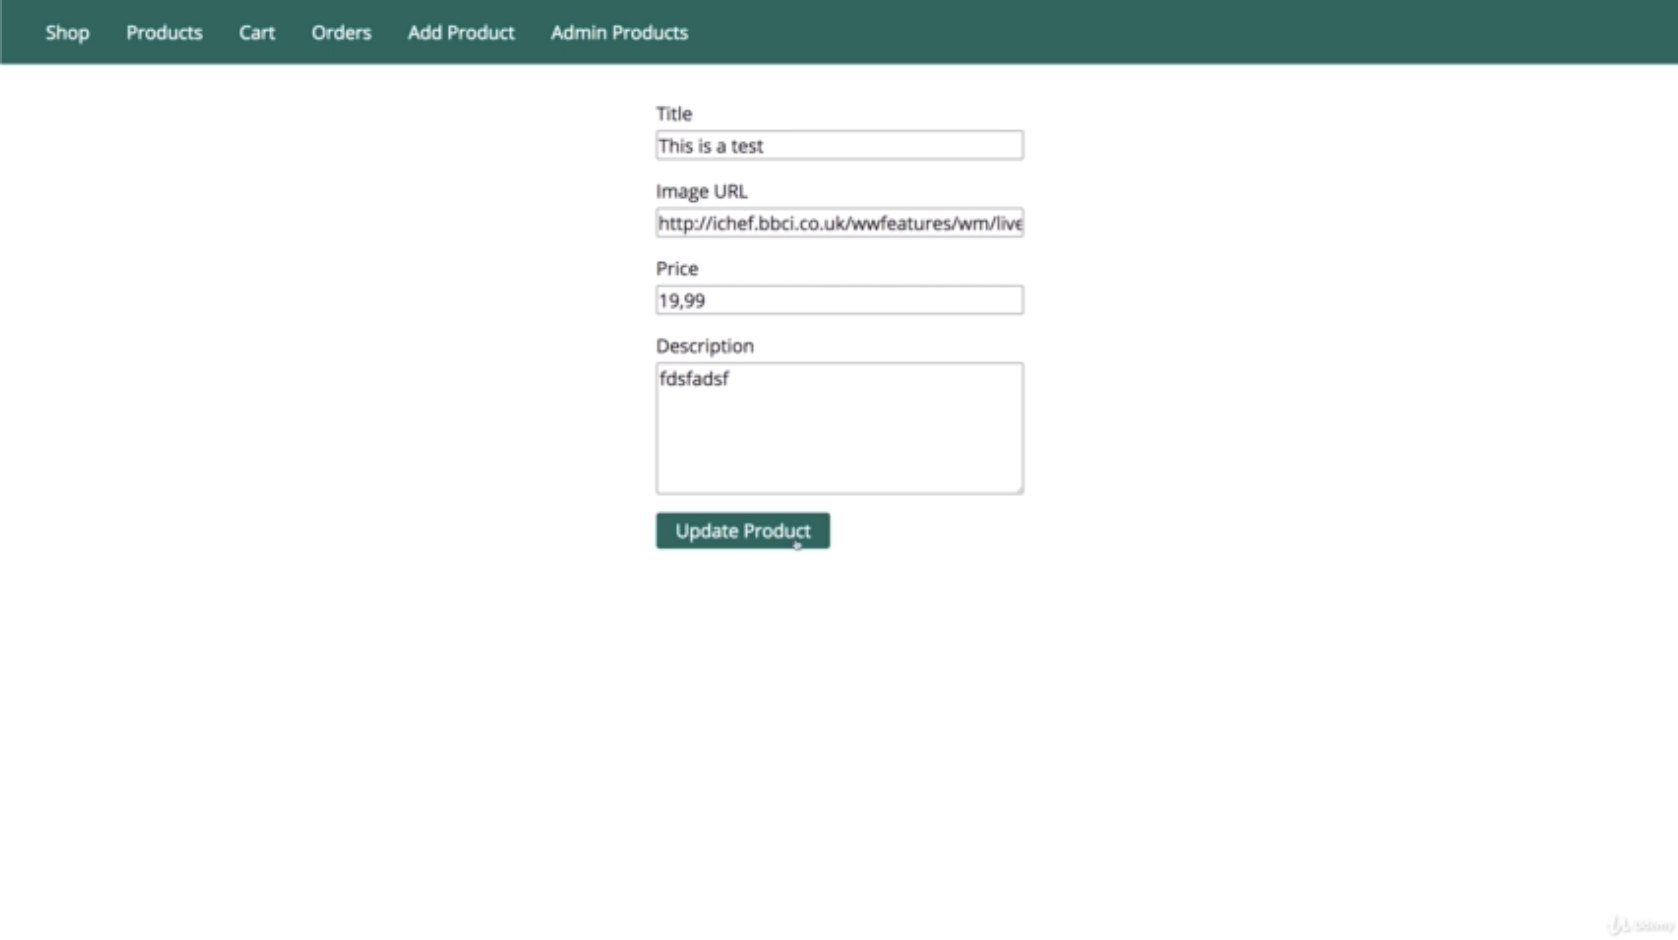 Shop Products Cart Orders Add Product Admin Products
Title
This is a test
Image URL
http://ichef.bbci.co.uk/wwfeatures/wm/live
Price
19,99
Description
fdsfadsf
Update Product
Udemy